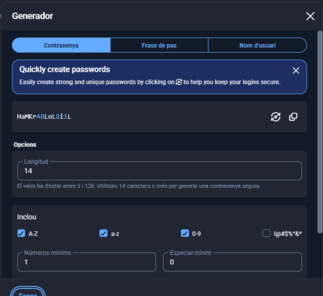 Generador
Contrasenya
Frase de pas
Nom d'usuari
Quickly create passwords
Easily create strong and unique passwords by clicking on to help you keep your logins secure.
HaMKr48LoL8i1L
Opcions
Longitud
14
El valor ha d'estar entre 5 i 128. Utilitzeu 14 caràcters o més per generar una contrasenya segura.
Inclou
A-Z
a-z
0-9
!@#$%^&*
Números mínims
1
Especial mínim
0
Tanca